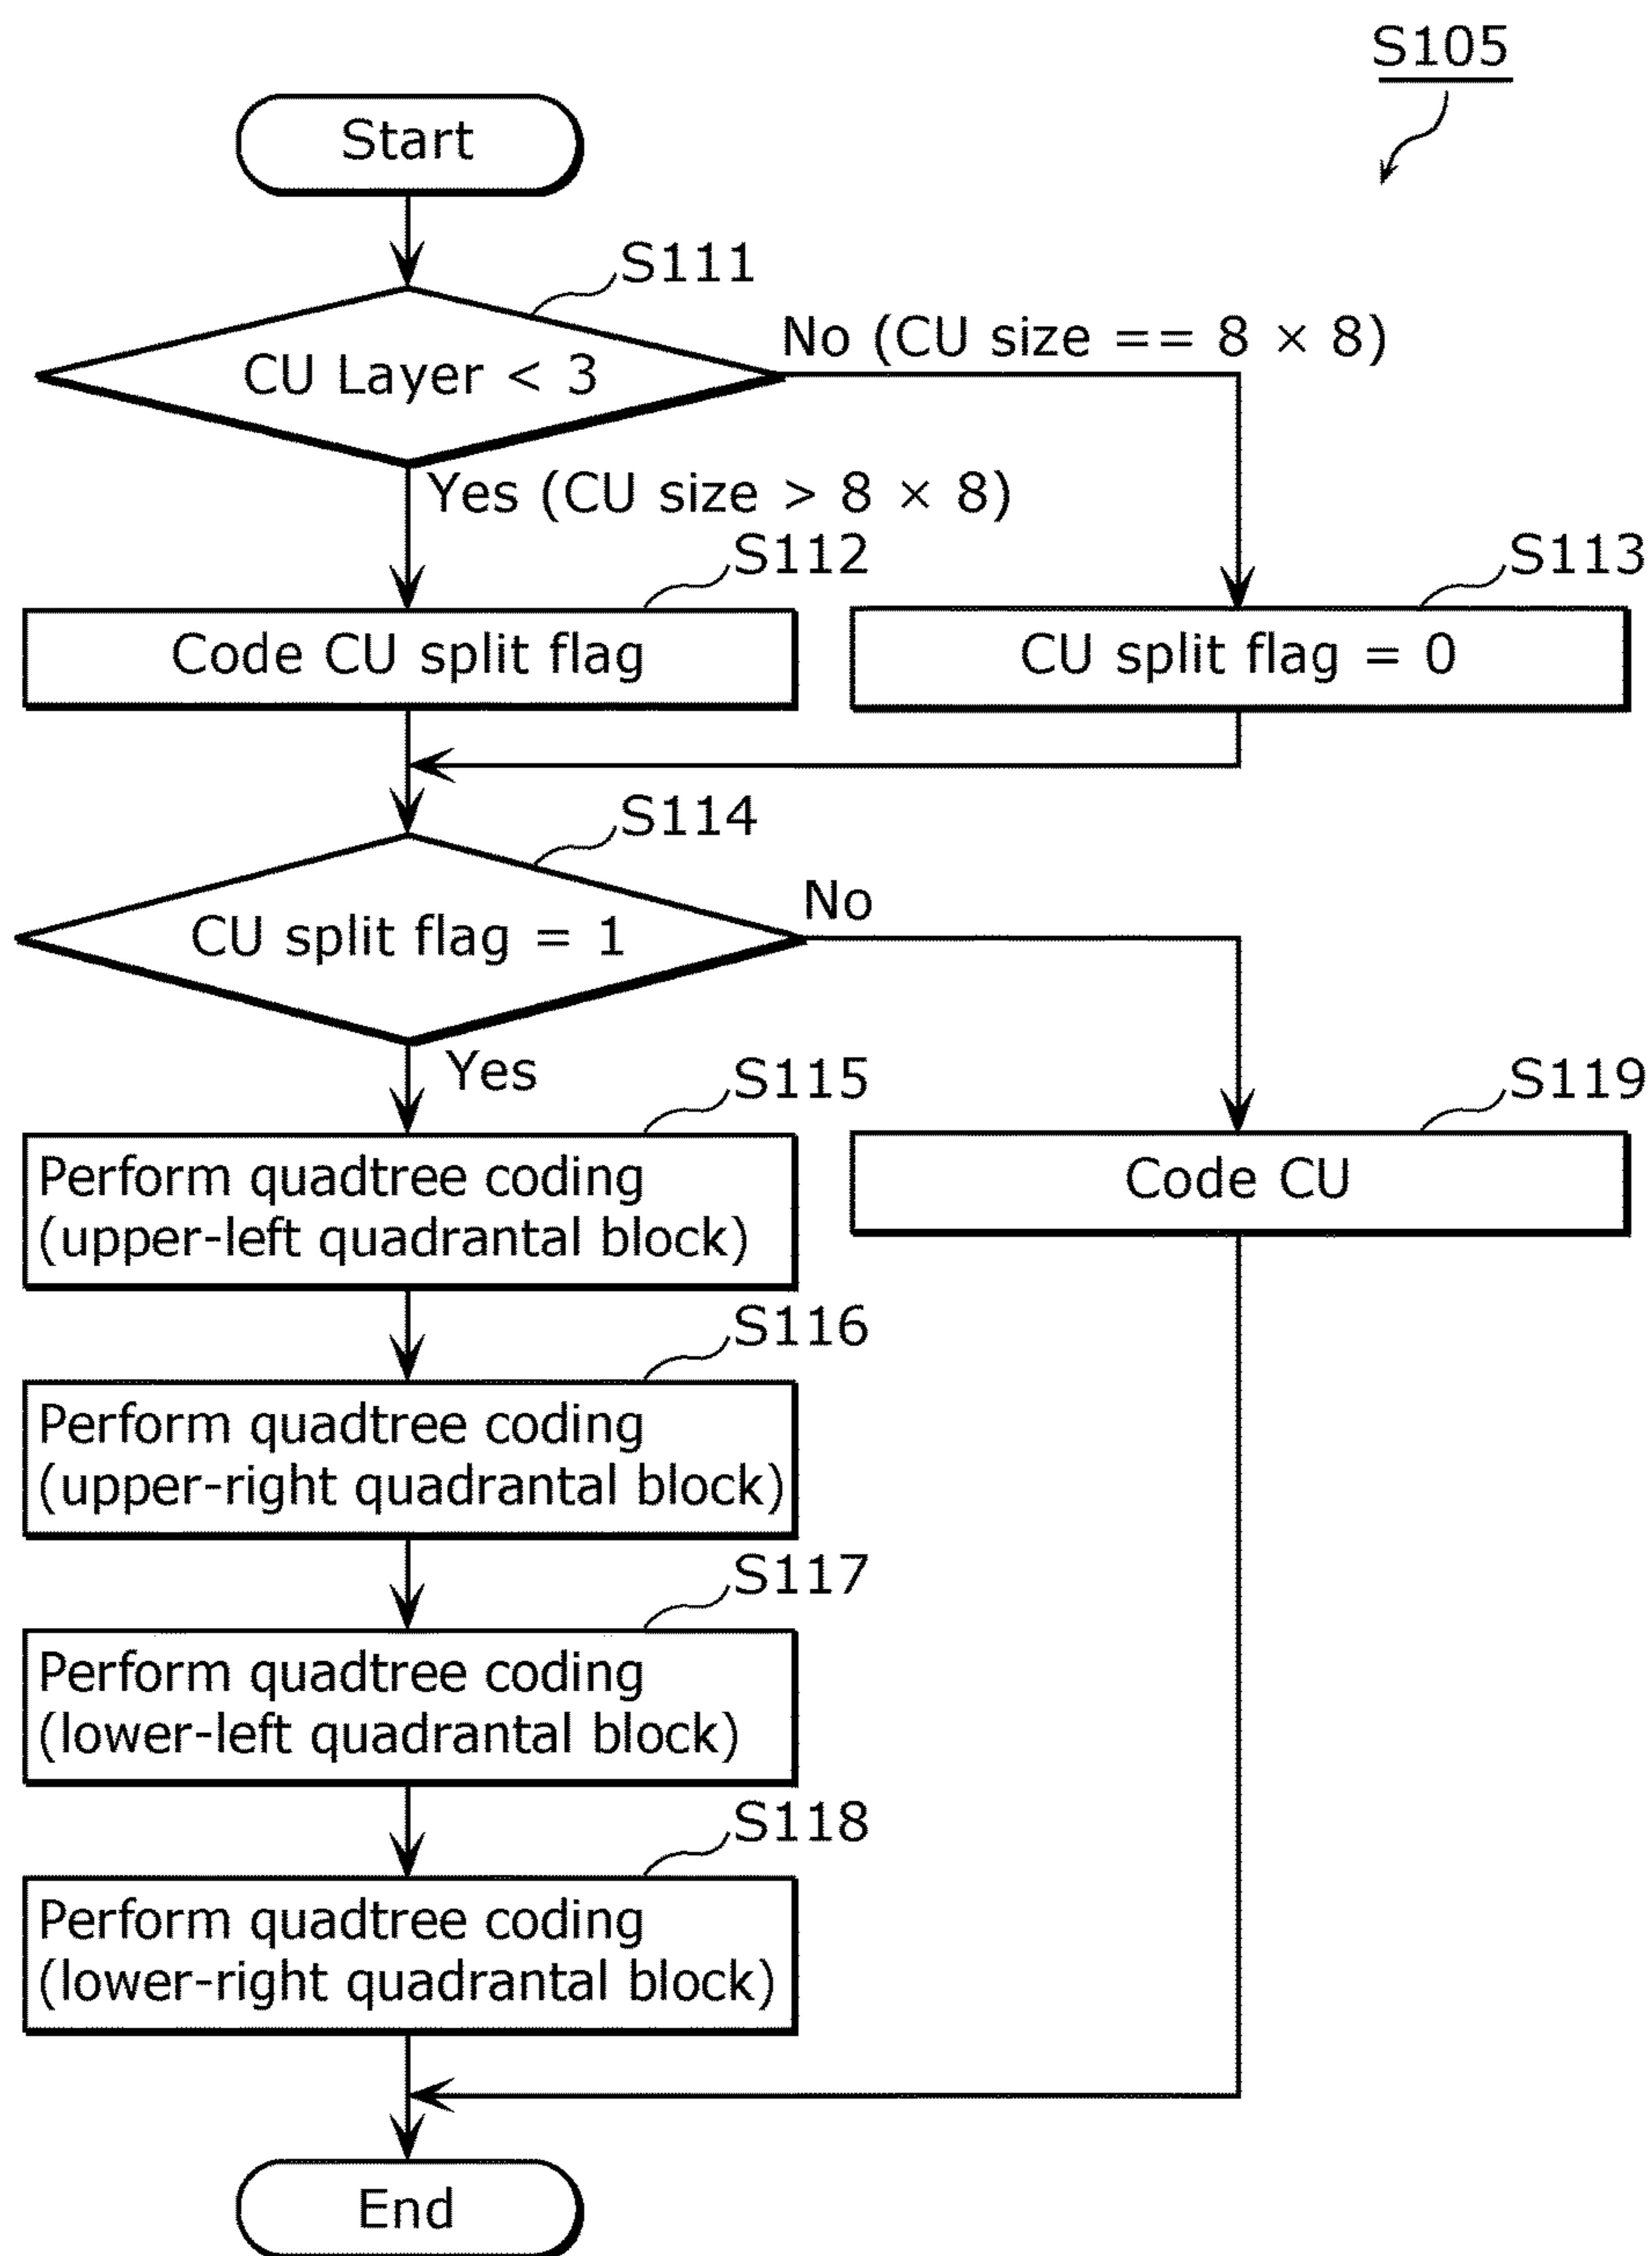 S105
Start
S111
CU Layer < 3
No (CU size == 8 × 8)
Yes (CU size > 8 × 8)
S112
S113
Code CU split flag
CU split flag = 0
S114
CU split flag = 1
No
Yes
S115
S119
Perform quadtree coding
(upper-left quadrantal block)
Code CU
S116
Perform quadtree coding
(upper-right quadrantal block)
S117
Perform quadtree coding
(lower-left quadrantal block)
S118
Perform quadtree coding
(lower-right quadrantal block)
End